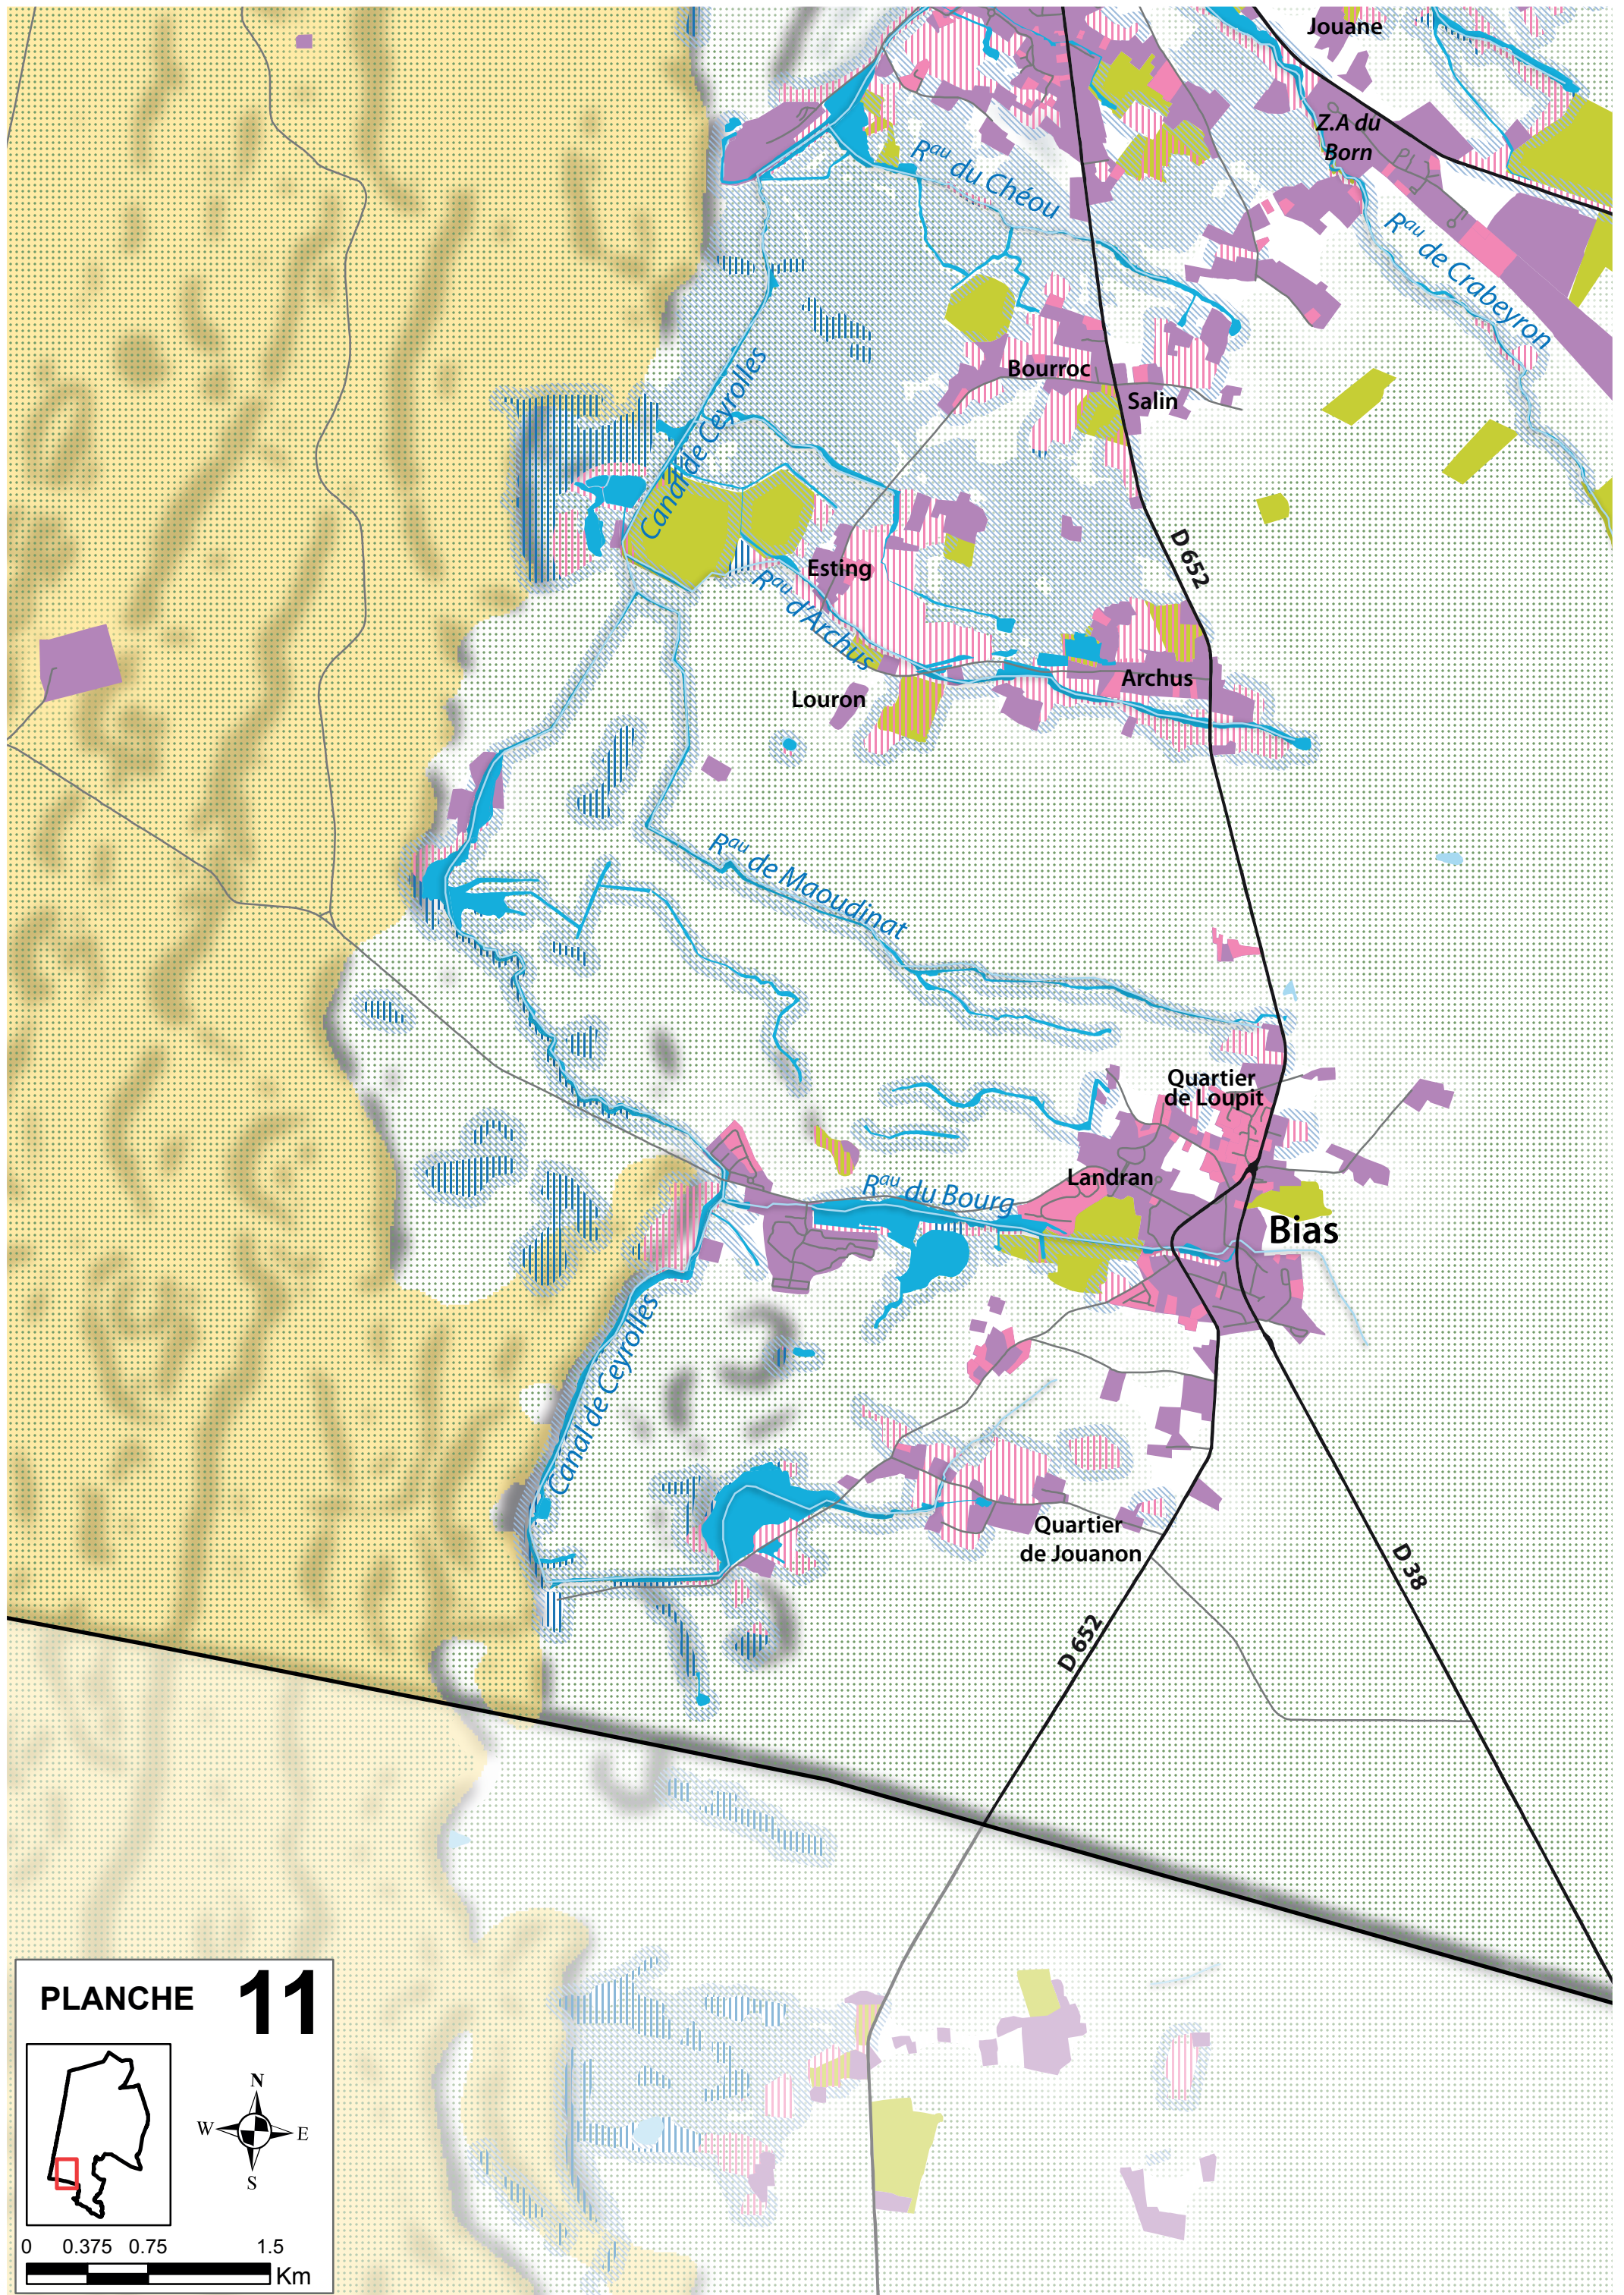 Jouane
Z.A du
Born
Rau du Chéou
Rau de Crabeyron
Canal de Ceyrolles
Bourroc
Salin
D 652
Esting
Rau d'Archus
Archus
Louron
Rau de Maoudinat
Quartier
de Loupit
Landran
Rau du Bourg
Bias
Canal de Ceyrolles
Quartier
de Jouanon
D 38
D 652
PLANCHE 11
N
W E
S
0 0.375 0.75 1.5
Km